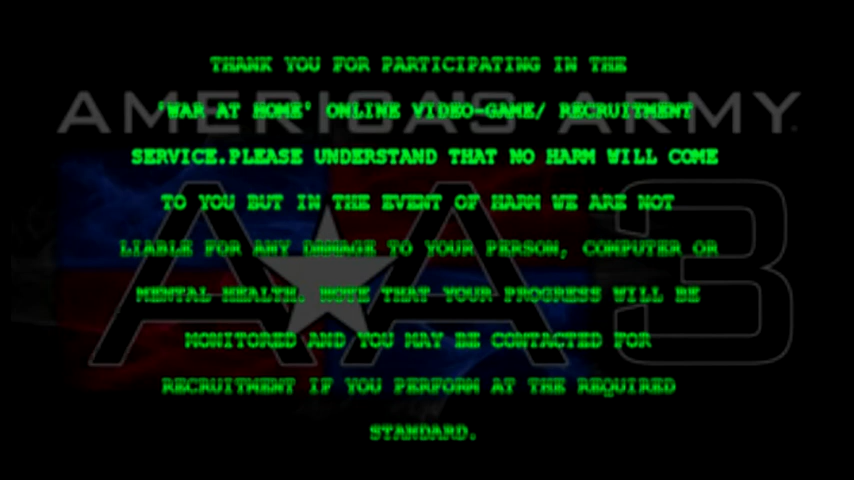 THANK YOU FOR PARTICIPATING IN THE
AMERICA'S ARMY.
'WAR AT HOME' ONLINE VIDEO-GAME/ RECRUITMENT
SERVICE.PLEASE UNDERSTAND THAT NO HARM WILL COME
TO YOU BUT IN THE EVENT OF HARM WE ARE NOT
LIABLE FOR ANY DAMAGE TO YOUR PERSON, COMPUTER OR
MENTAL HEALTH. NOTE THAT YOUR PROGRESS WILL BE
MONITORED AND YOU MAY BE CONTACTED FOR
RECRUITMENT IF YOU PERFORM AT THE REQUIRED
STANDARD.
AA3